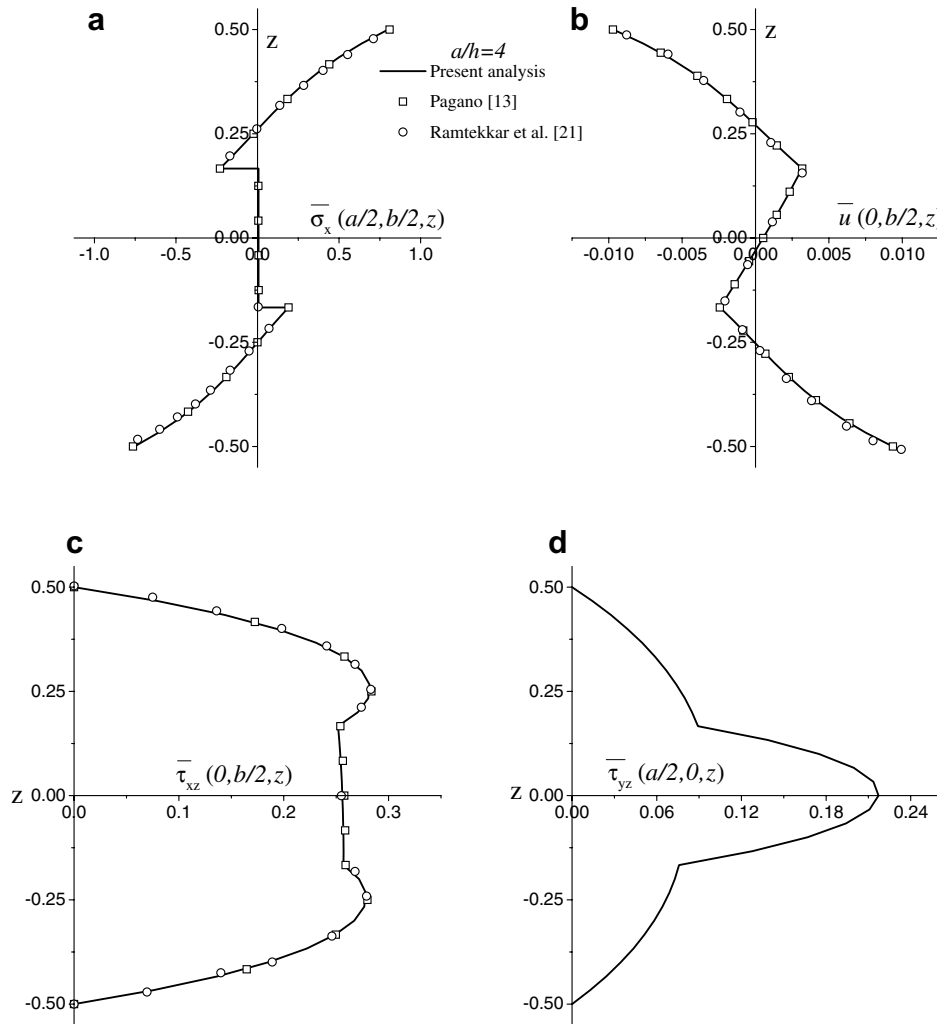 a
0.50
z
0.25
0.00
-0.25
-0.50
-1.0
-0.5
0.0
0.5
1.0
σ̅x (a/2,b/2,z)
a/h=4
Present analysis
Pagano [13]
Ramtekkar et al. [21]
b
0.50
z
0.25
0.00
-0.25
-0.50
-0.010
-0.005
0.000
0.005
0.010
u̅ (0,b/2,z)
c
0.50
0.25
z 0.00
-0.25
-0.50
0.0
0.1
0.2
0.3
τ̅xz (0,b/2,z)
d
0.50
0.25
z 0.00
-0.25
-0.50
0.00
0.06
0.12
0.18
0.24
τ̅yz (a/2,0,z)